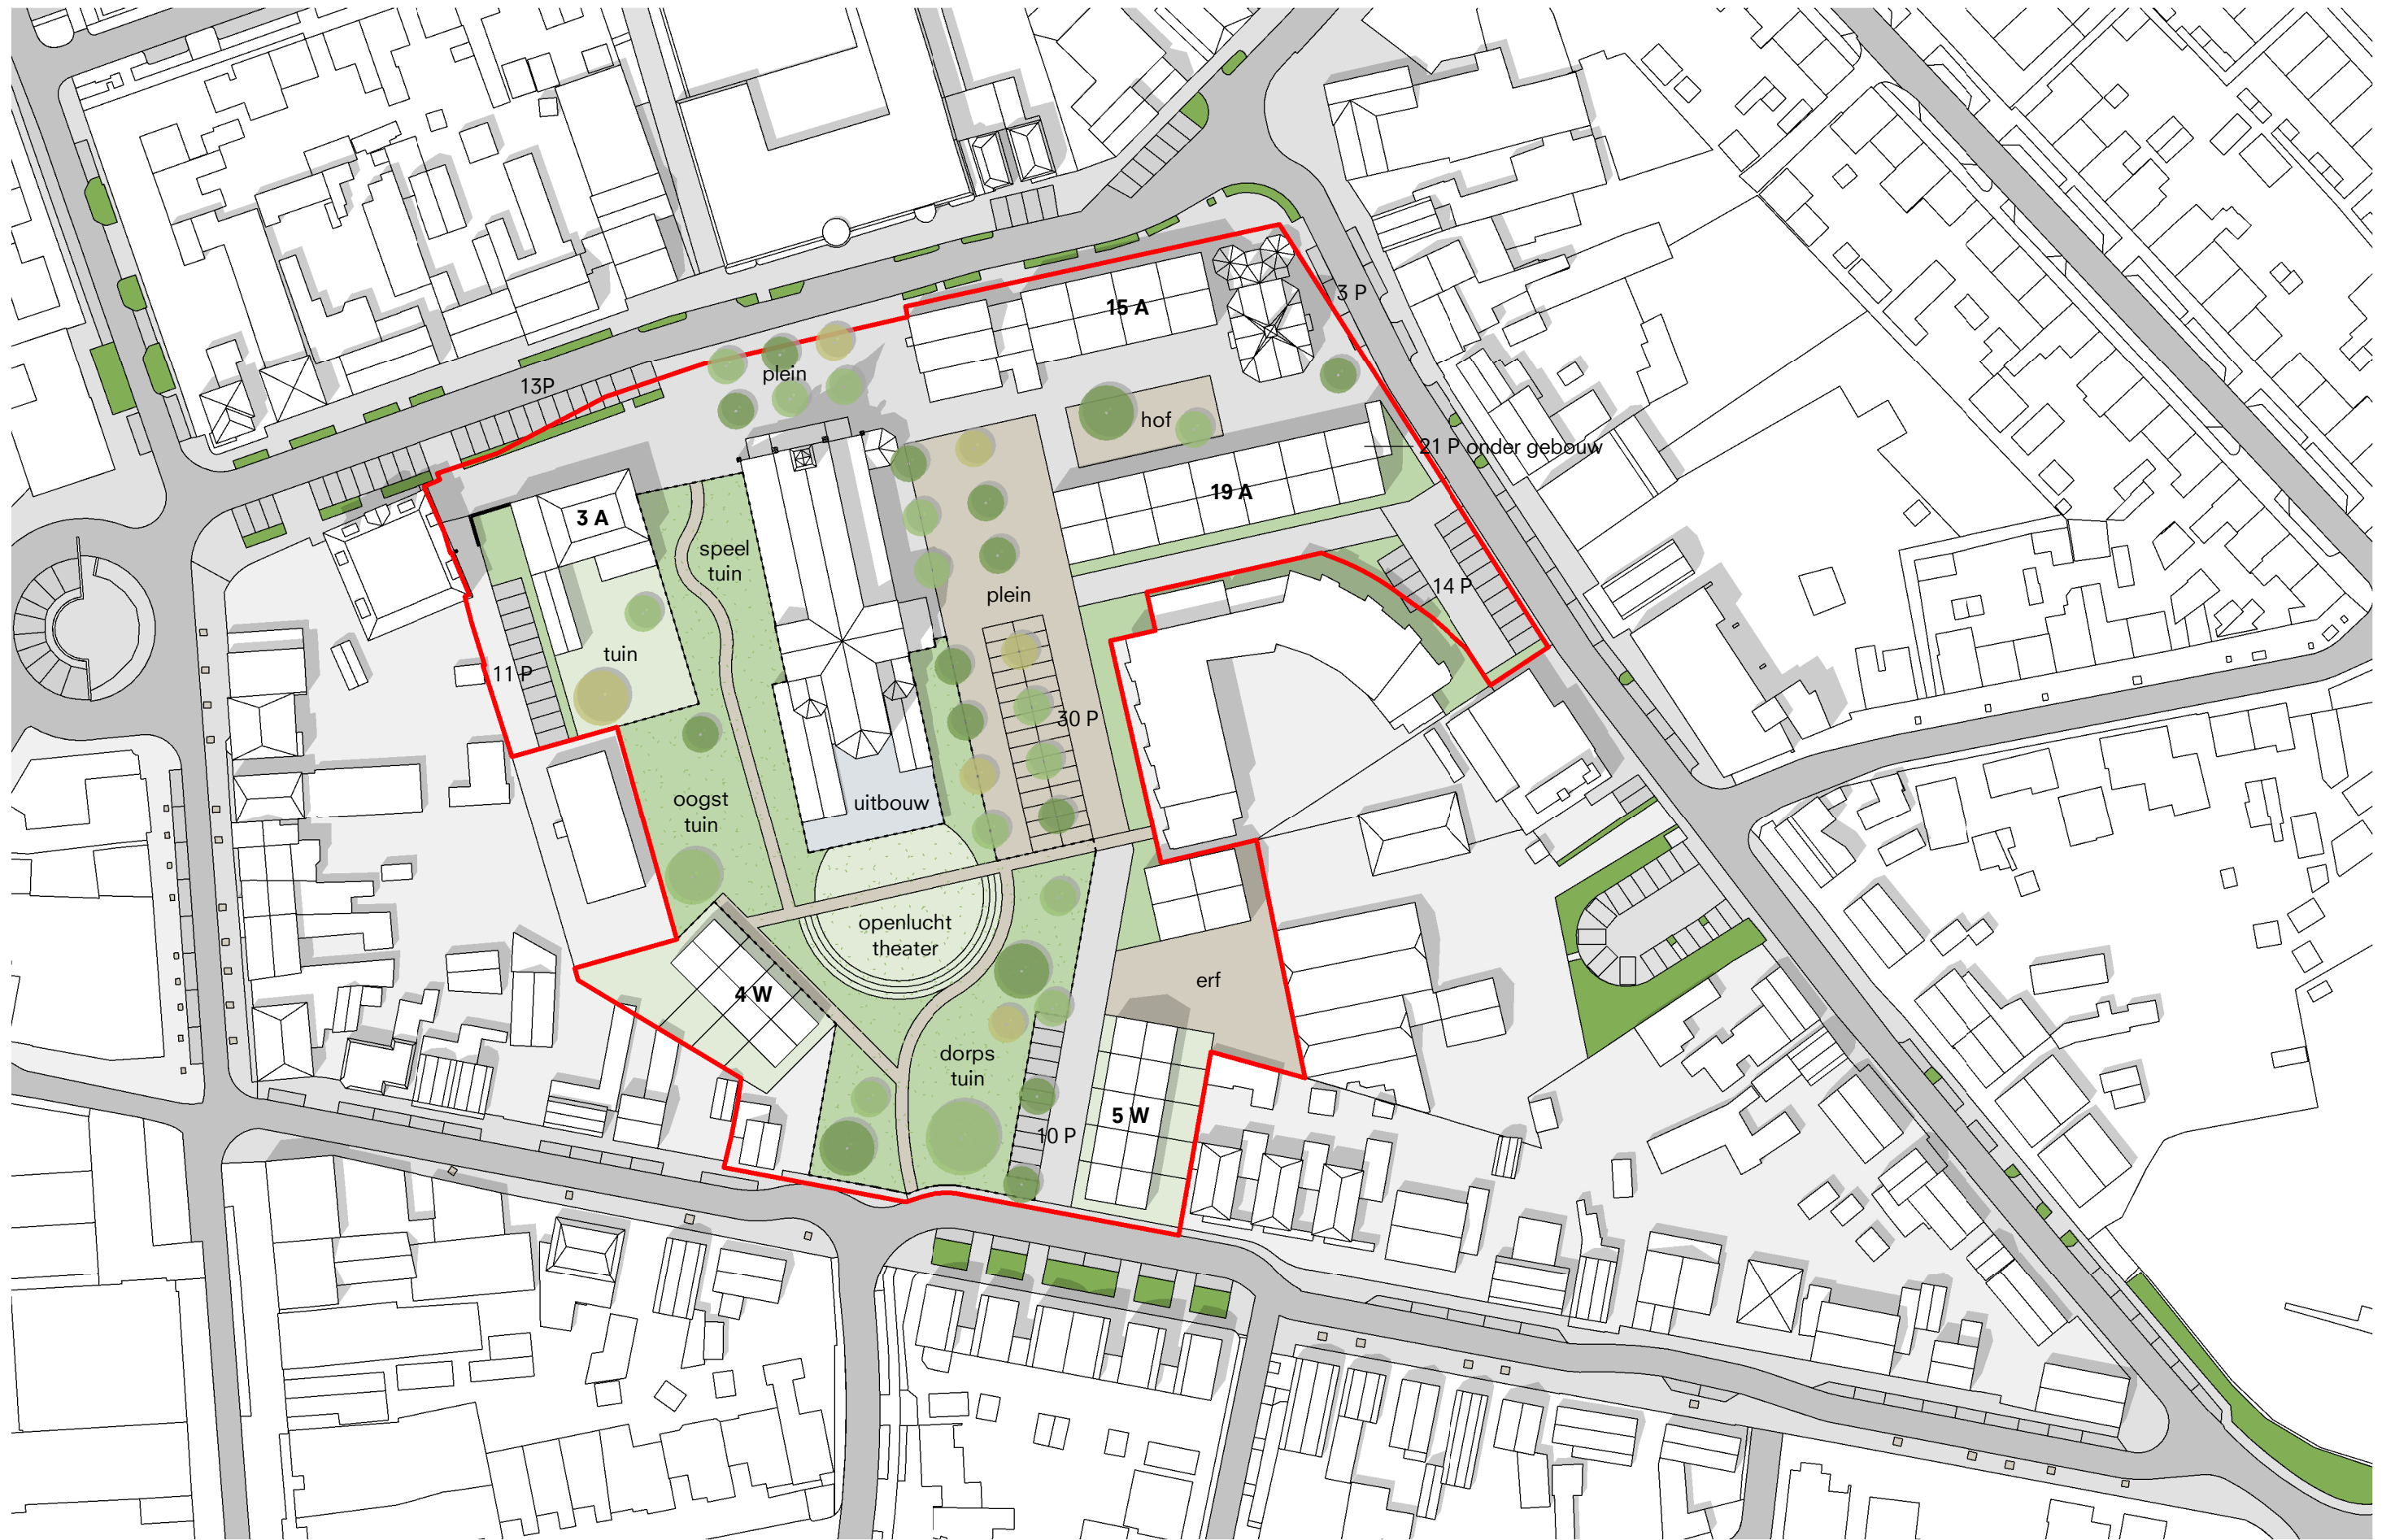 15 A
3 P
plein
13P
hof
21 P onder gebouw
19 A
3 A
speel
tuin
plein
14 P
tuin
11 P
30 P
oogst
tuin
uitbouw
openlucht
theater
erf
4 W
dorps
tuin
5 W
10 P